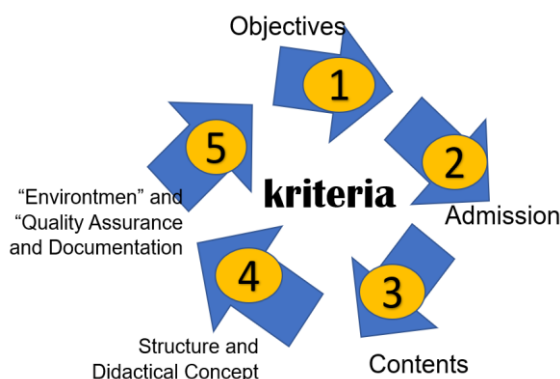 Objectives
1
2
Admission
3
Contents
4
Structure and
Didactical Concept
5
“Environtmen” and
“Quality Assurance
and Documentation
kriteria